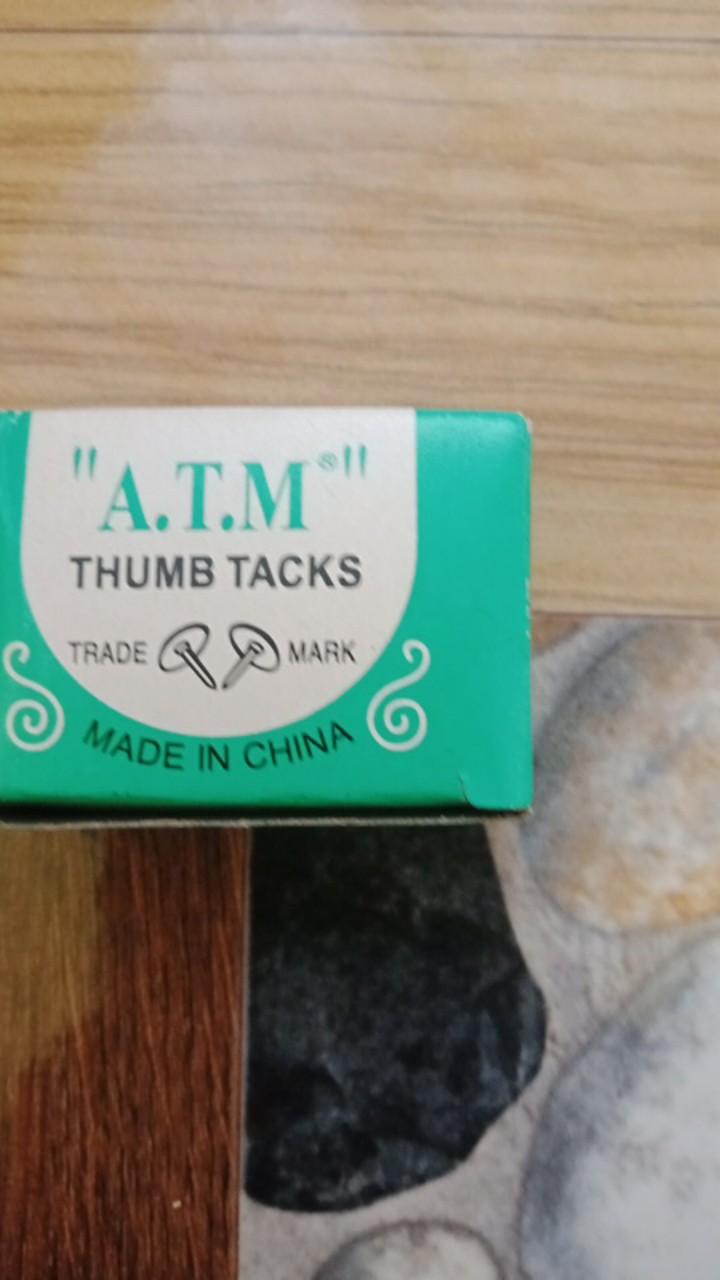 "A.T.M®"
THUMB TACKS
TRADE MARK
MADE IN CHINA